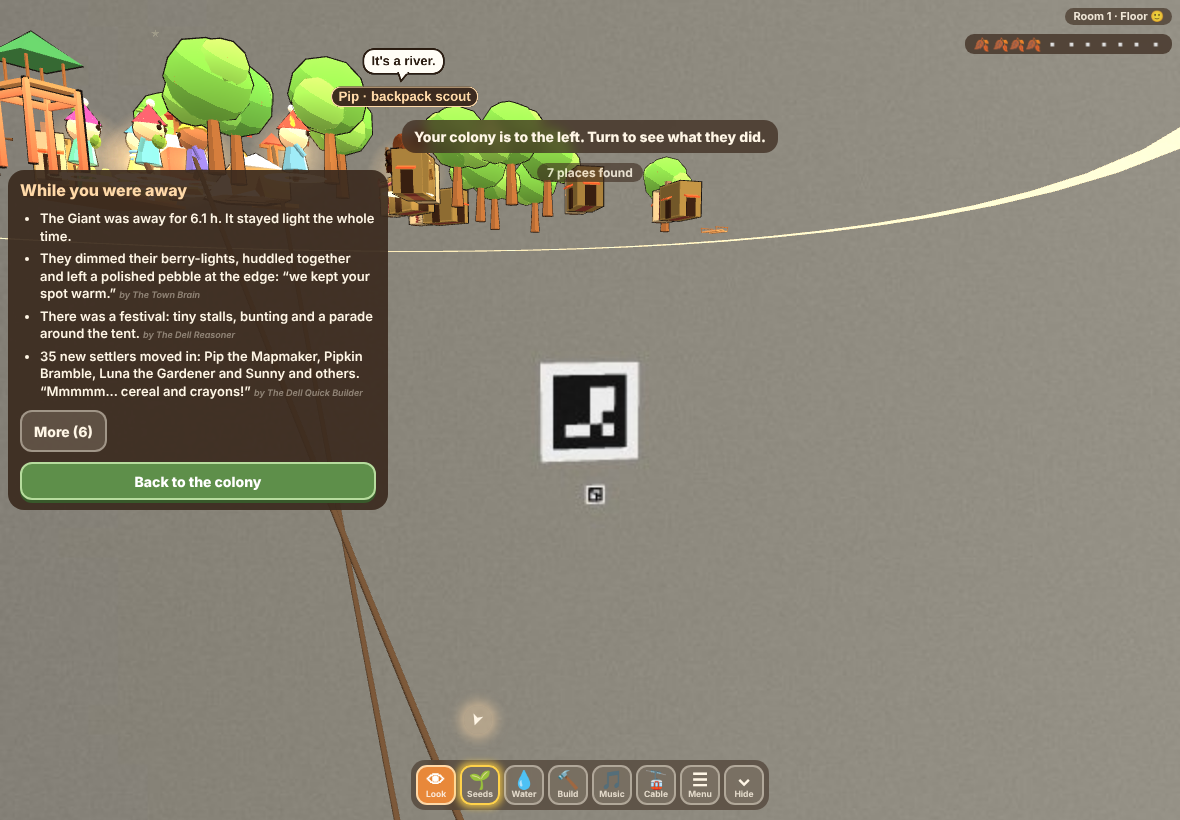 Room 1 · Floor 🙂
It's a river.
Pip · backpack scout
Your colony is to the left. Turn to see what they did.
7 places found
While you were away
• The Giant was away for 6.1 h. It stayed light the whole
time.
• They dimmed their berry-lights, huddled together
and left a polished pebble at the edge: “we kept your
spot warm.” by The Town Brain
• There was a festival: tiny stalls, bunting and a parade
around the tent. by The Dell Reasoner
• 35 new settlers moved in: Pip the Mapmaker, Pipkin
Bramble, Luna the Gardener and Sunny and others.
“Mmmmm... cereal and crayons!” by The Dell Quick Builder
More (6)
Back to the colony
Look Seeds Water Build Music Cable Menu Hide